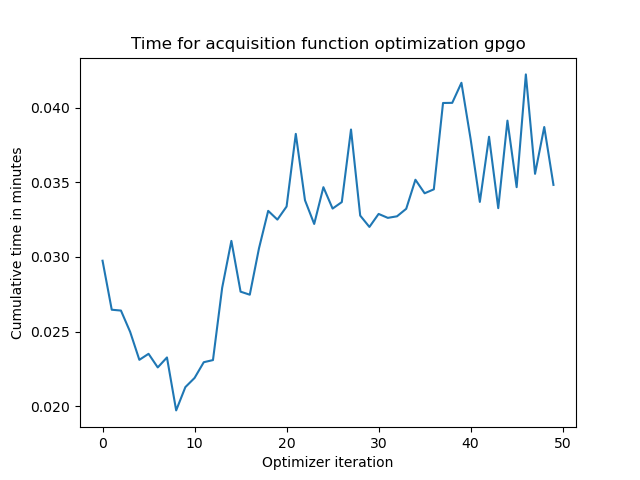 Time for acquisition function optimization gpgo
0.040
0.035
0.030
0.025
0.020
Cumulative time in minutes
0 10 20 30 40 50
Optimizer iteration